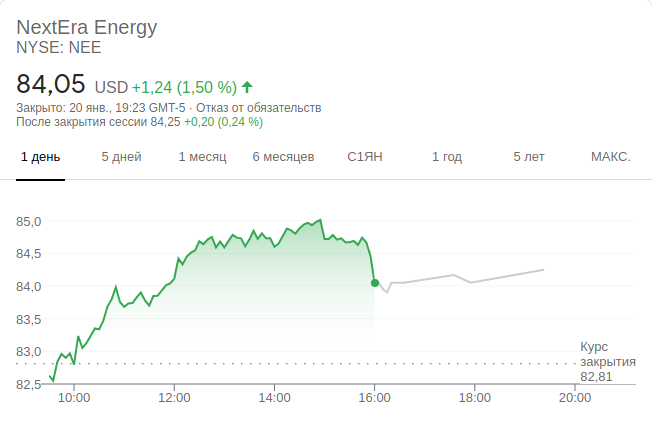 NextEra Energy
NYSE: NEE
84,05 USD +1,24 (1,50 %)
Закрыто: 20 янв., 19:23 GMT-5 · Отказ от обязательств
После закрытия сессии 84,25 +0,20 (0,24 %)
1 день 5 дней 1 месяц 6 месяцев С1ЯН 1 год 5 лет МАКС.
85,0
84,5
84,0
83,5
83,0
82,5
Курс
закрытия
82,81
10:00 12:00 14:00 16:00 18:00 20:00